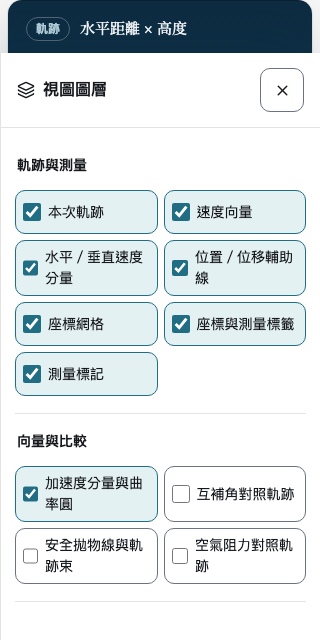 軌跡 水平距離 × 高度
視圖圖層 ×
軌跡與測量
本次軌跡 速度向量
水平 / 垂直速度分量 位置 / 位移輔助線
座標網格 座標與測量標籤
測量標記
向量與比較
加速度分量與曲率圓 互補角對照軌跡
安全拋物線與軌跡束 空氣阻力對照軌跡